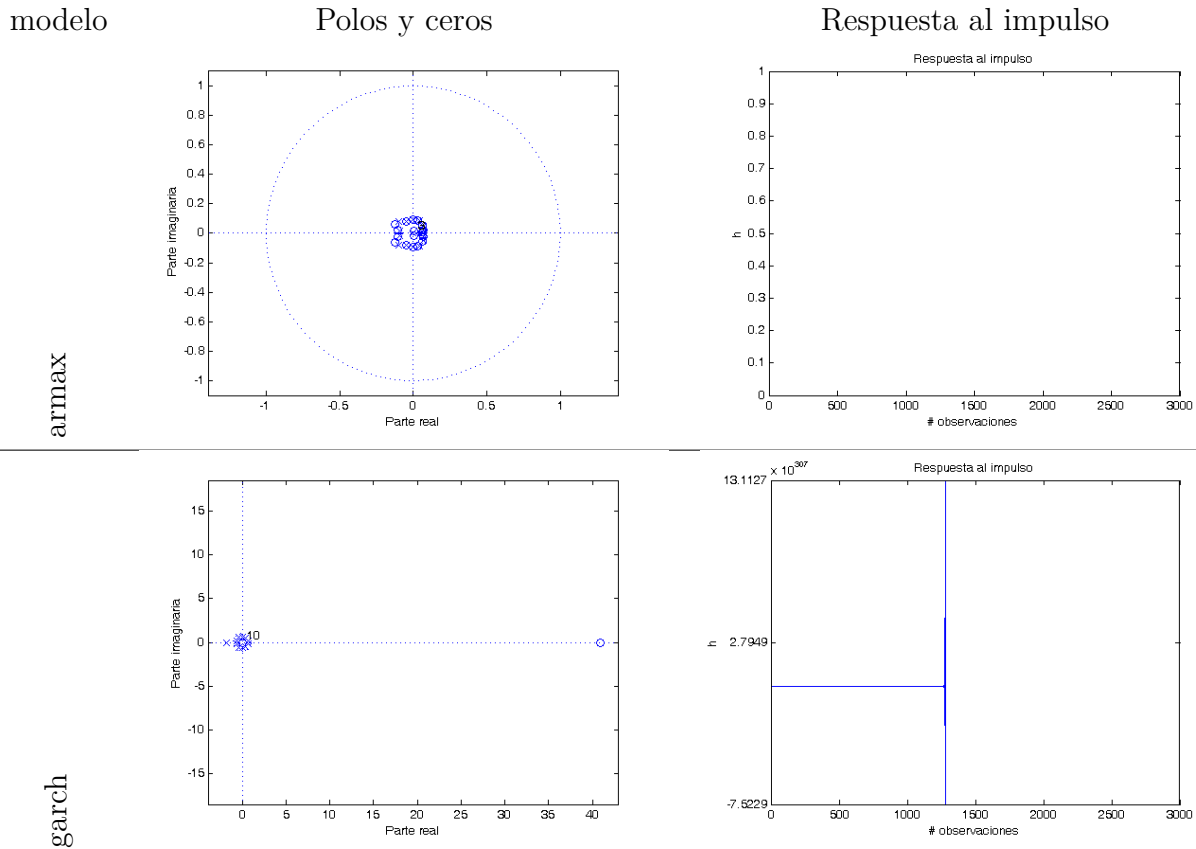 modelo Polos y ceros Respuesta al impulso
armax
1
0.8
0.6
0.4
0.2
0
-0.2
-0.4
-0.6
-0.8
-1
Parte imaginaria
-1 -0.5 0 0.5 1
Parte real
Respuesta al impulso
1
0.9
0.8
0.7
0.6
0.5
0.4
0.3
0.2
0.1
0
h
0 500 1000 1500 2000 2500 3000
# observaciones
garch
15
10
5
0
-5
-10
-15
Parte imaginaria
10
0 5 10 15 20 25 30 35 40
Parte real
Respuesta al impulso
x 10^307
13.1127
2.7949
-7.5229
h
0 500 1000 1500 2000 2500 3000
# observaciones